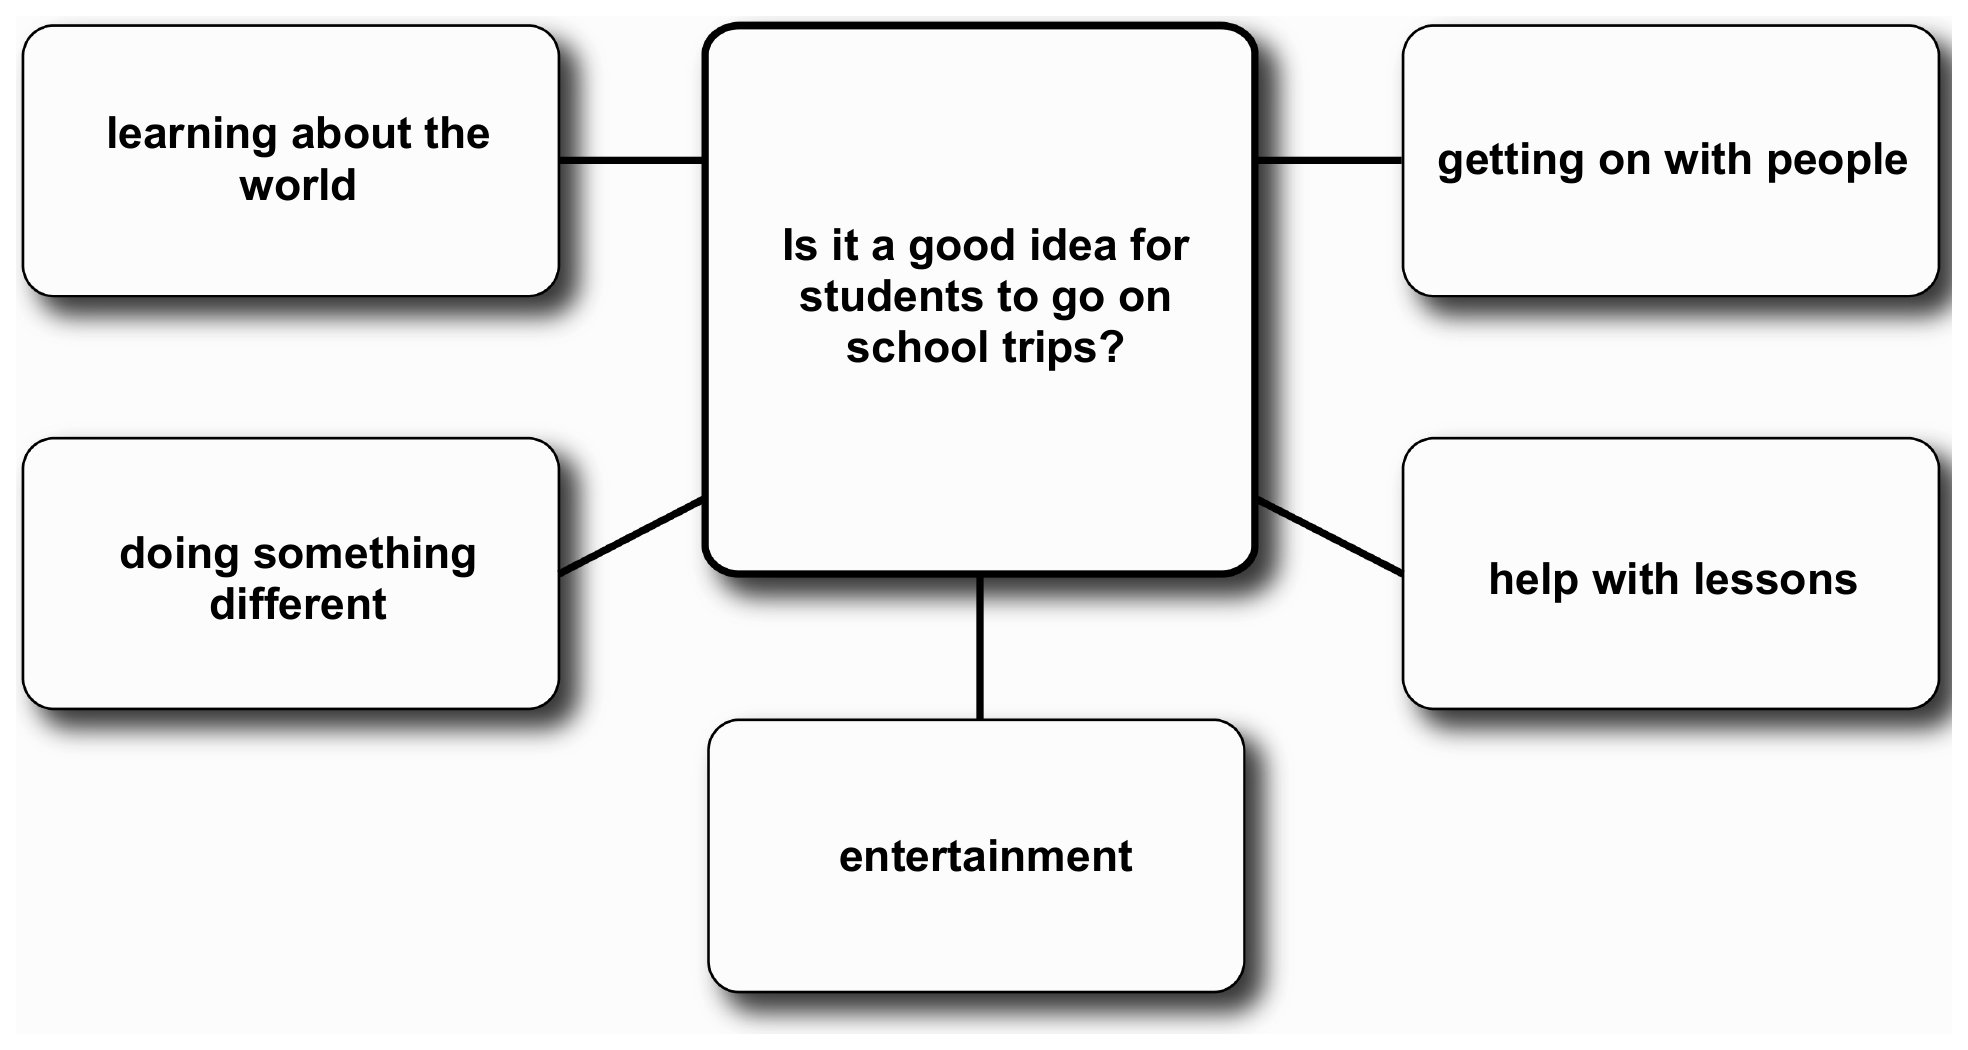 learning about the
world
Is it a good idea for
students to go on
school trips?
getting on with people
doing something
different
help with lessons
entertainment